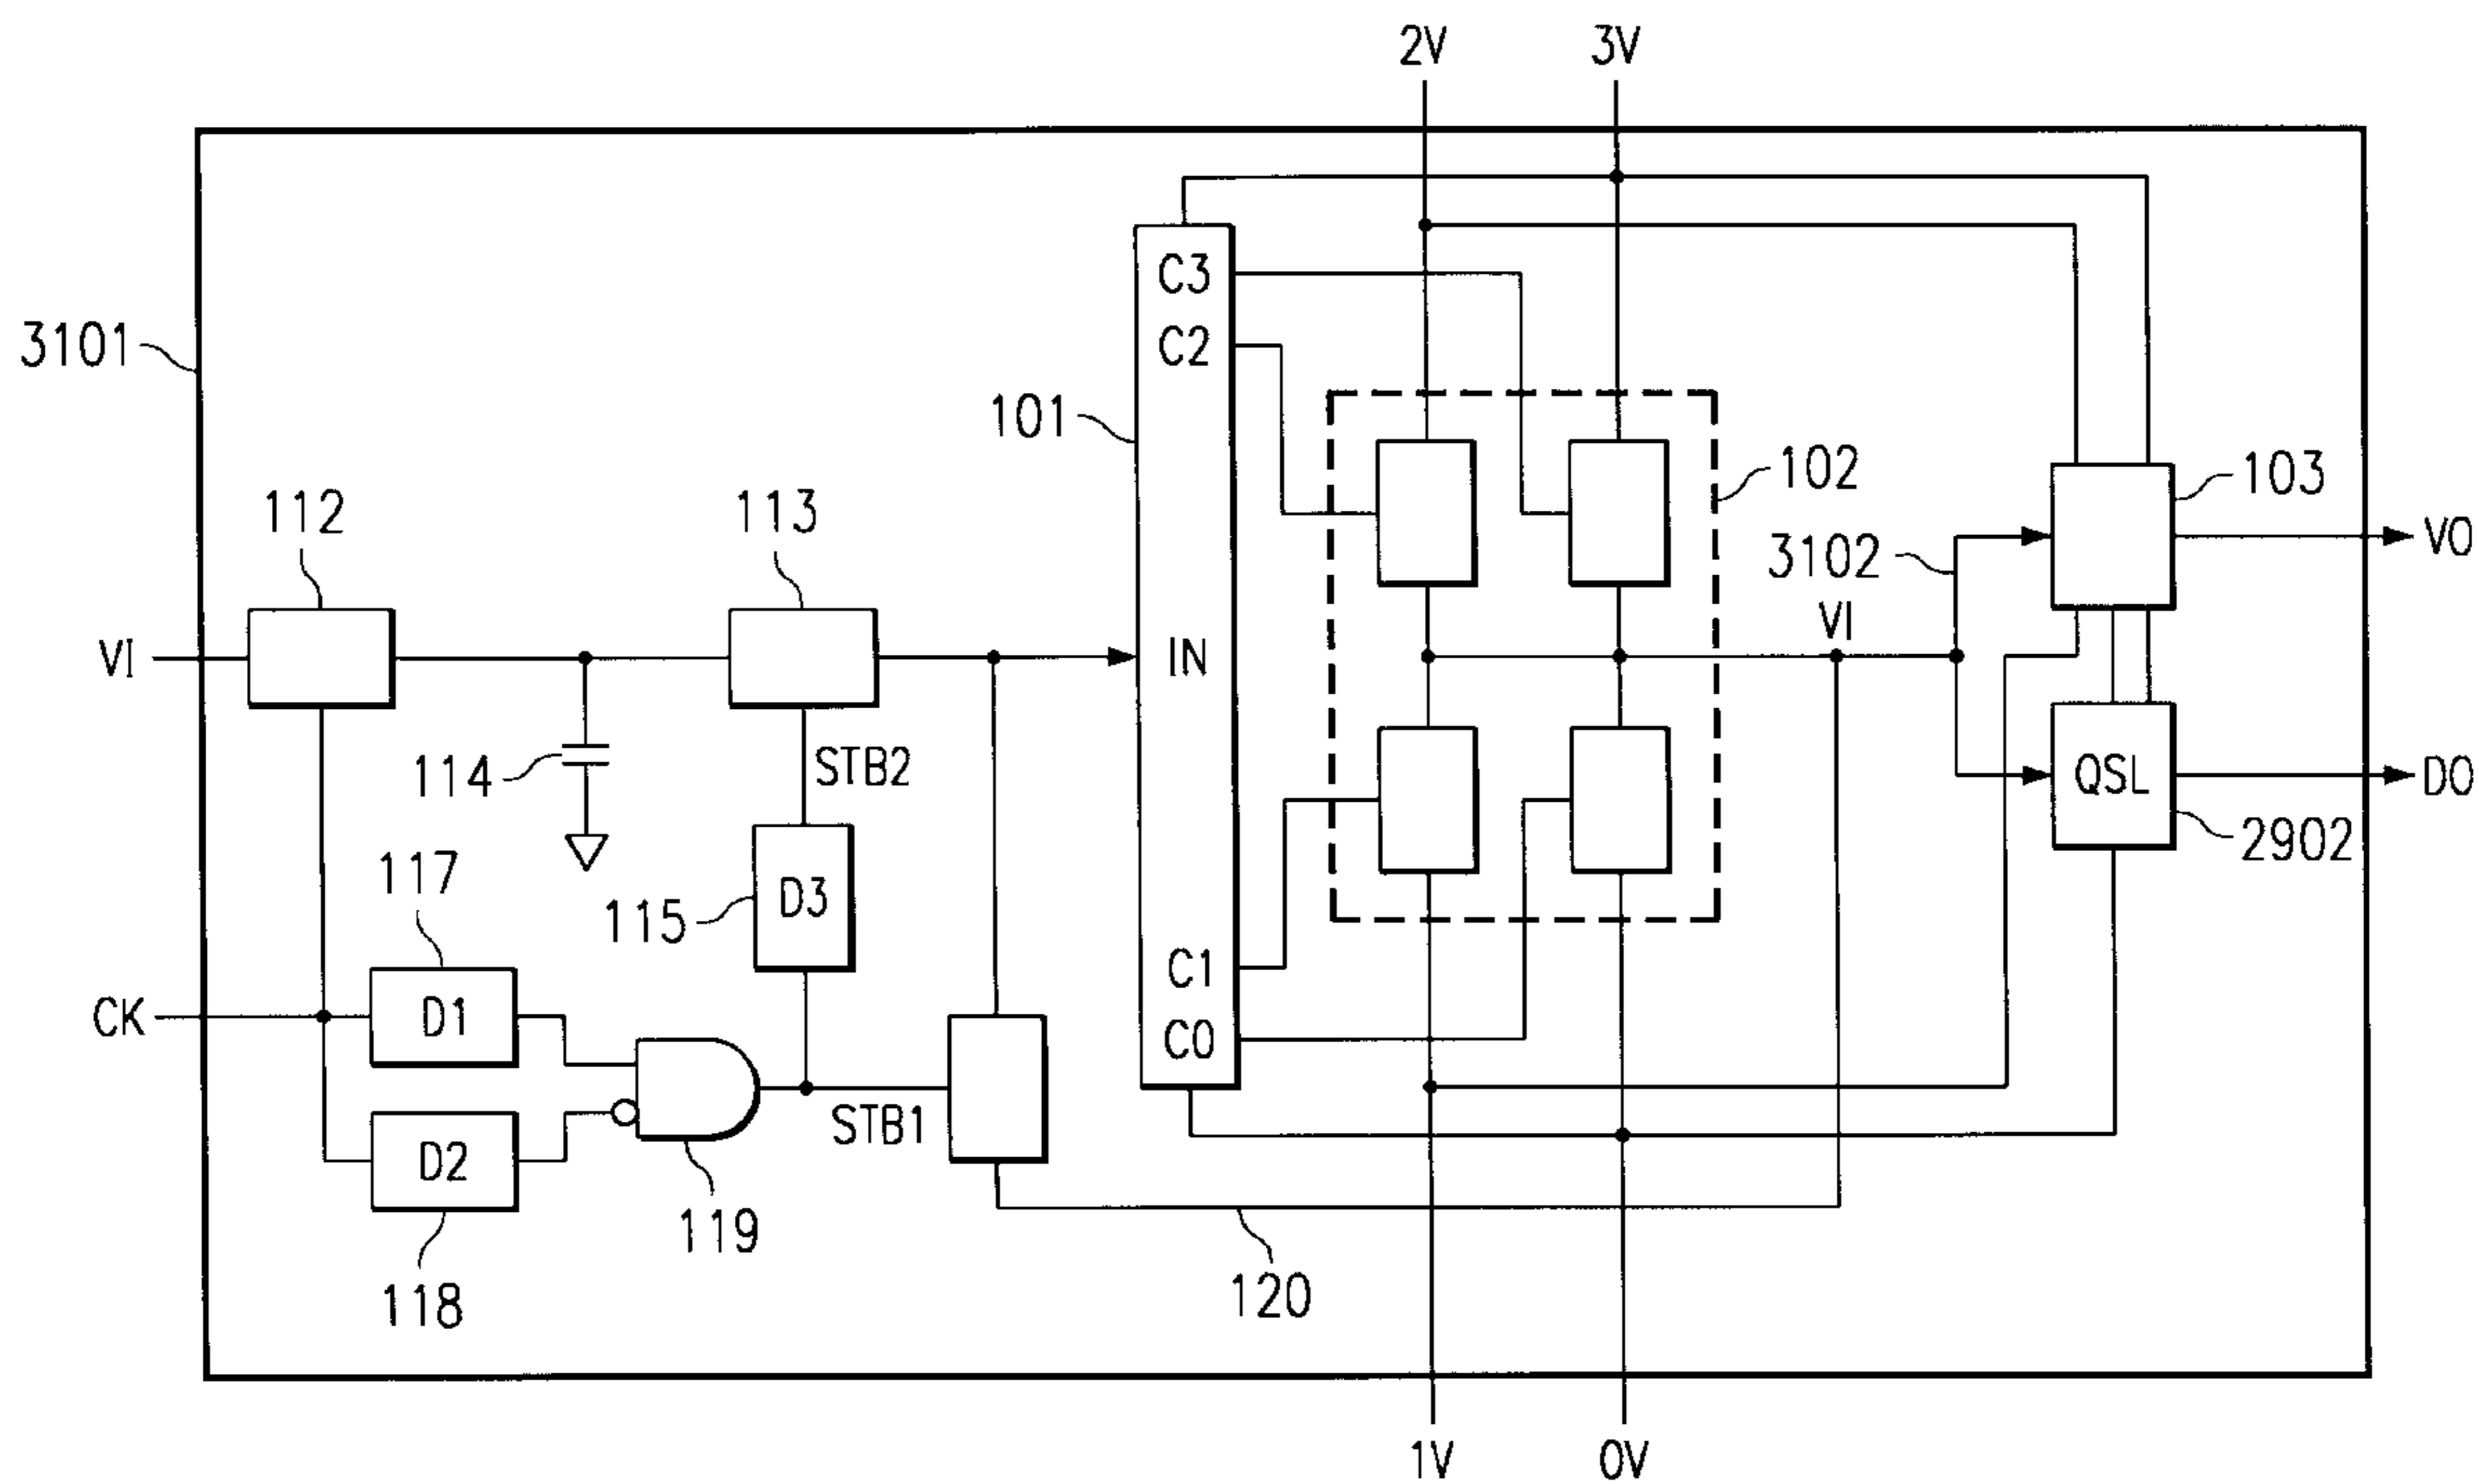 2V
3V
3101
C3
C2
101
102
103
112
113
3102
VO
VI
VI
IN
114
STB2
QSL
DO
117
2902
115
D3
C1
CK
D1
C0
STB1
D2
119
118
120
1V
0V